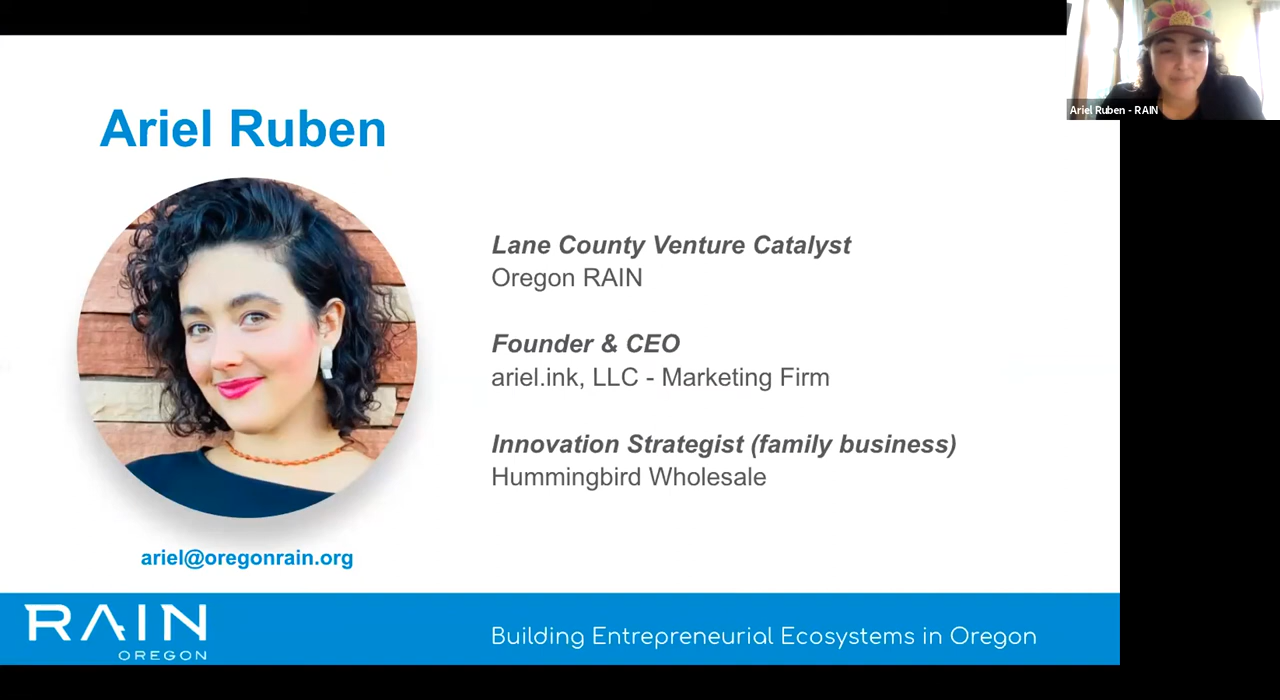 Ariel Ruben - RAIN
Ariel Ruben
Lane County Venture Catalyst
Oregon RAIN
Founder & CEO
ariel.ink, LLC - Marketing Firm
Innovation Strategist (family business)
Hummingbird Wholesale
ariel@oregonrain.org
RAIN
OREGON
Building Entrepreneurial Ecosystems in Oregon